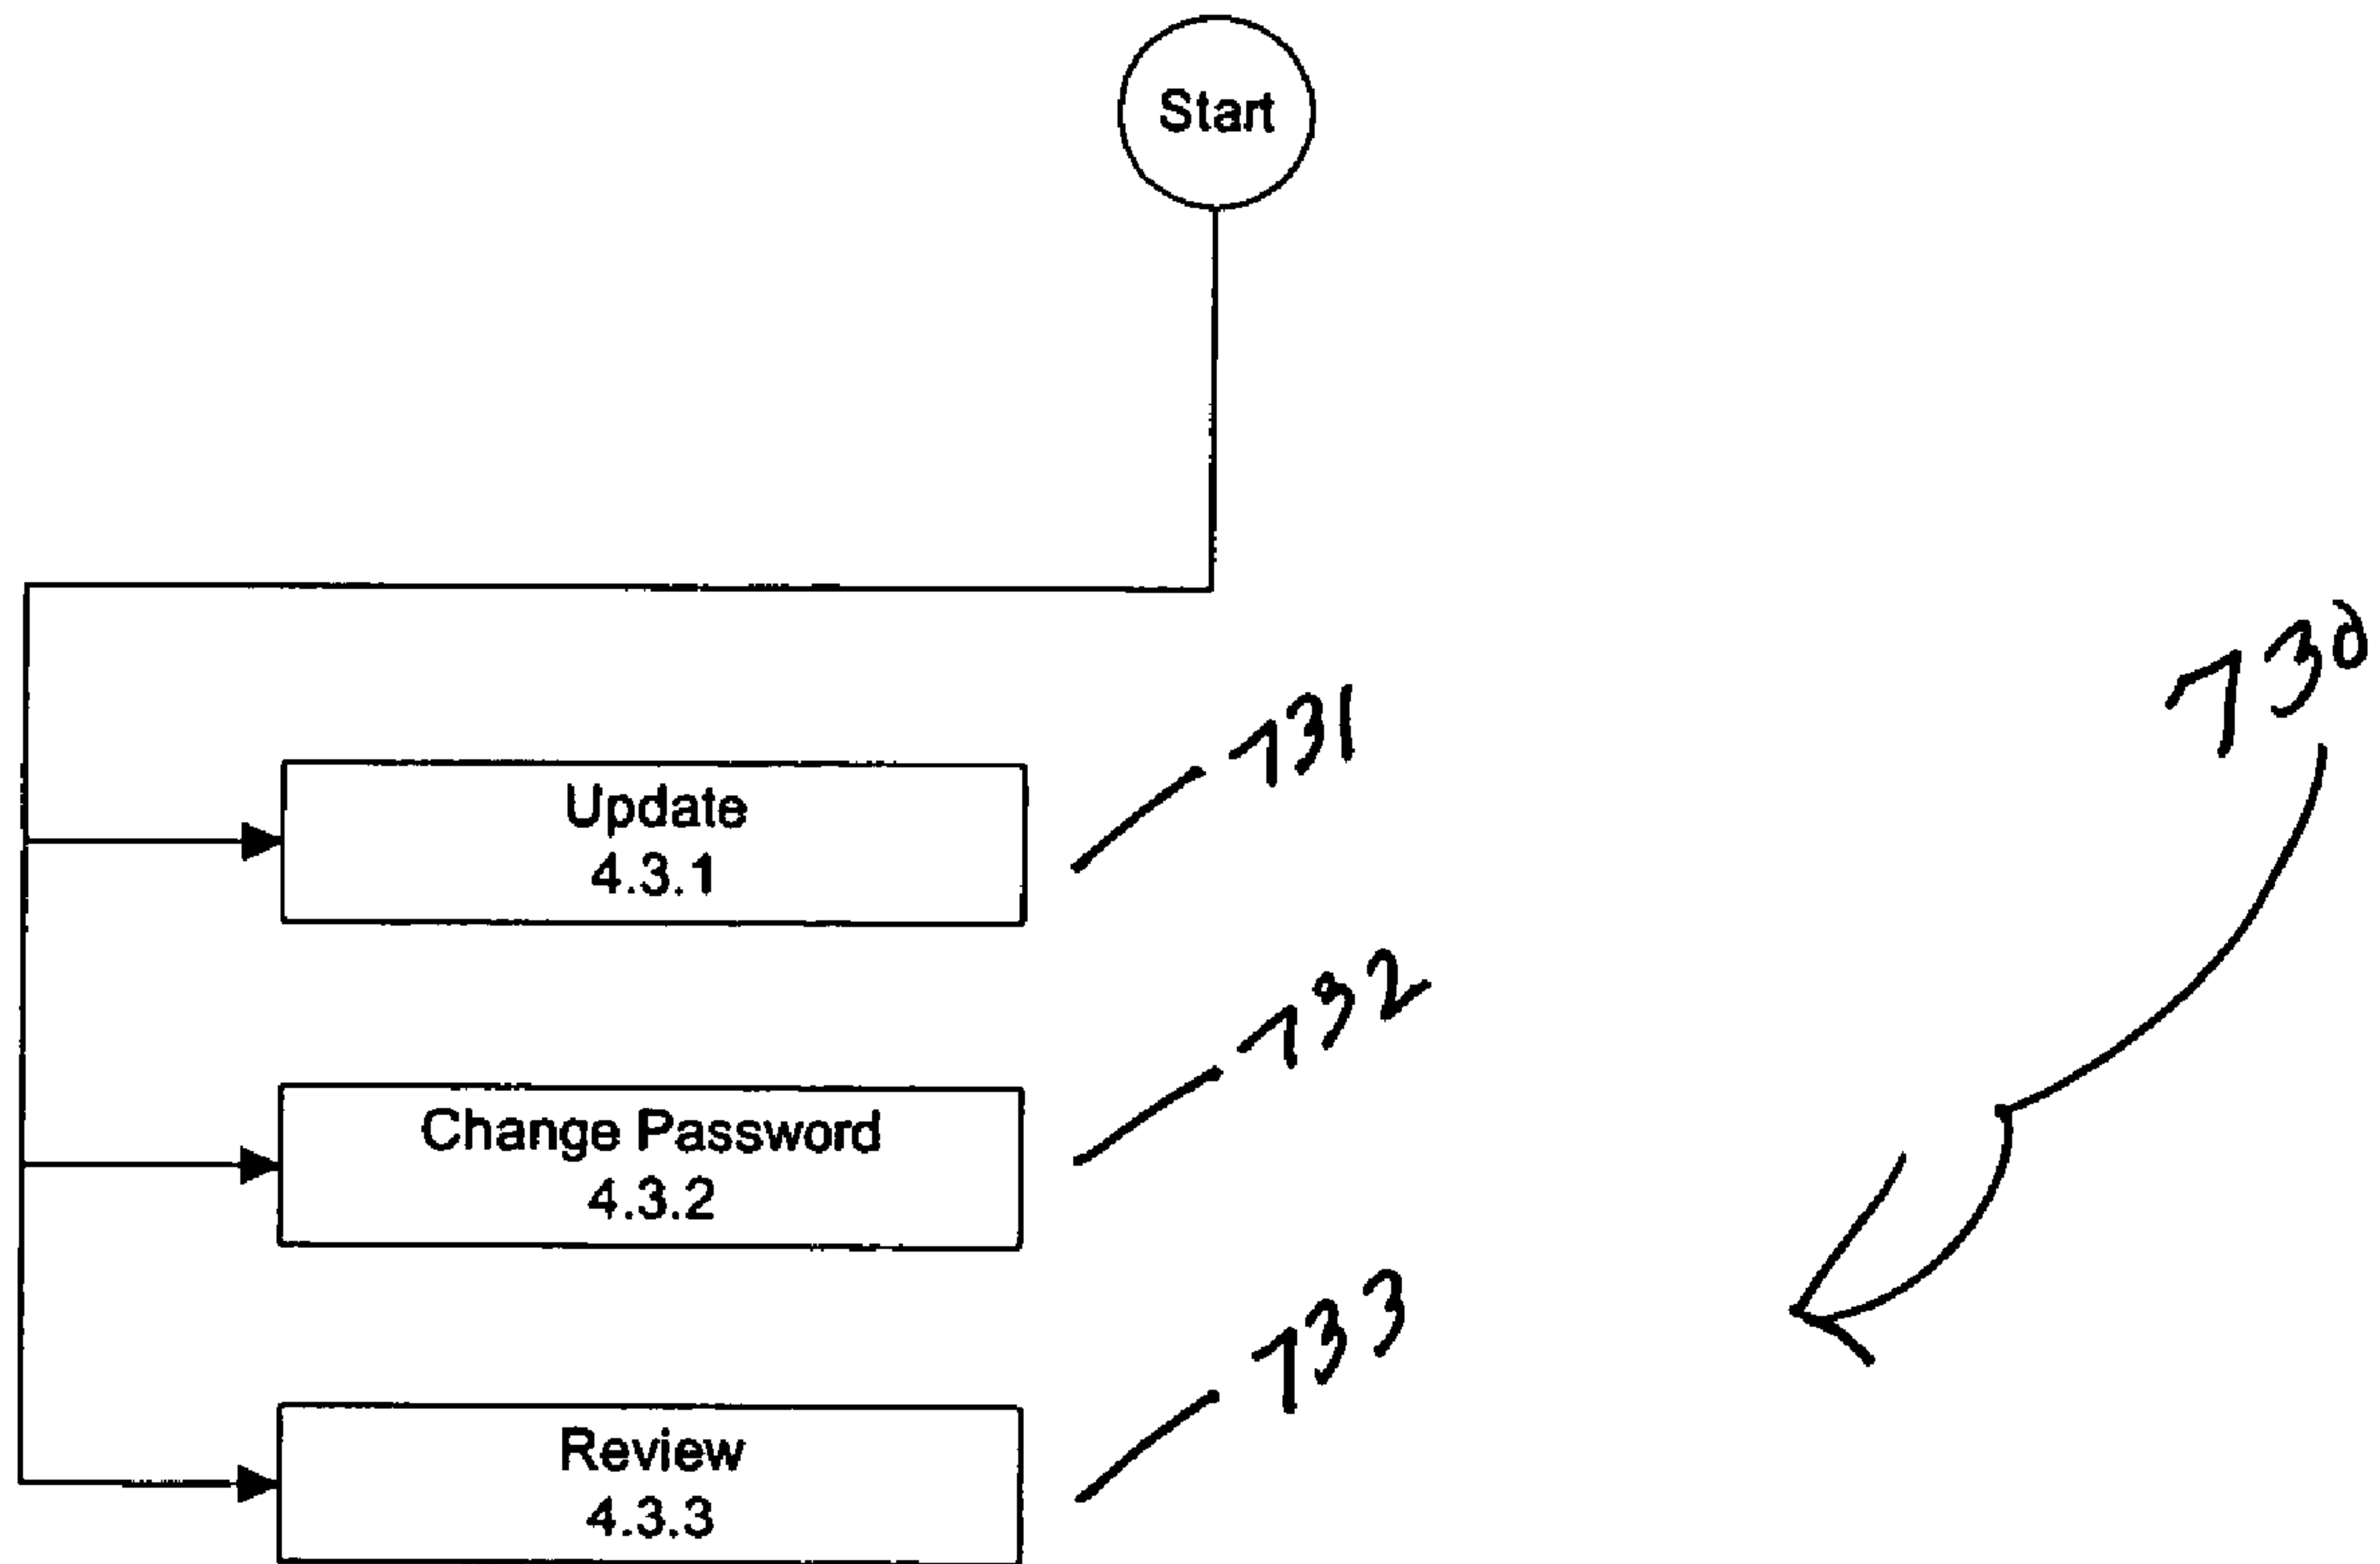 Start
730
731
Update
4.3.1
732
Change Password
4.3.2
733
Review
4.3.3